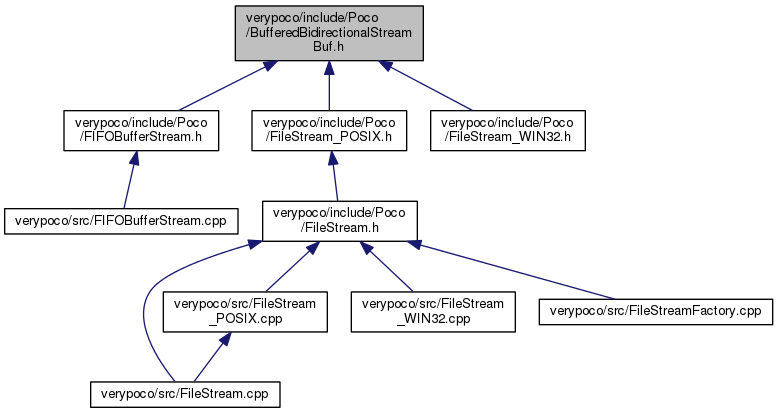 verypoco/include/Poco
/BufferedBidirectionalStream
Buf.h
verypoco/include/Poco
/FIFOBufferStream.h
verypoco/include/Poco
/FileStream_POSIX.h
verypoco/include/Poco
/FileStream_WIN32.h
verypoco/src/FIFOBufferStream.cpp
verypoco/include/Poco
/FileStream.h
verypoco/src/FileStream
_POSIX.cpp
verypoco/src/FileStream
_WIN32.cpp
verypoco/src/FileStreamFactory.cpp
verypoco/src/FileStream.cpp